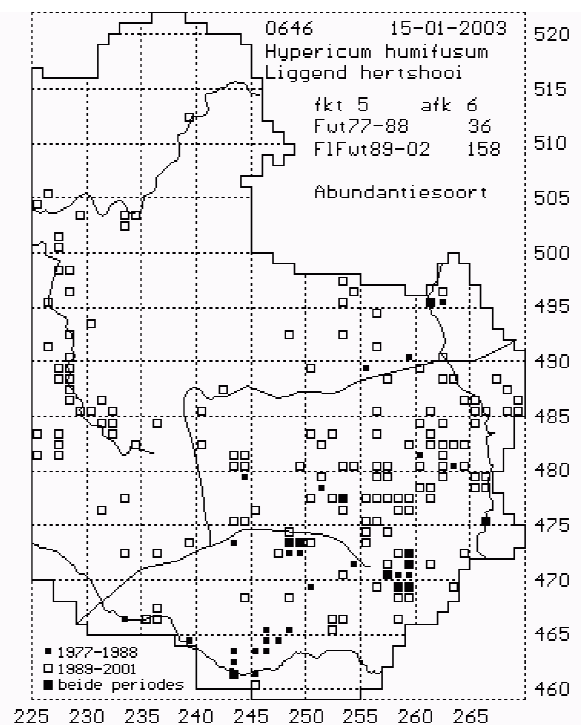 0646 15-01-2003
Hypericum humifusum
Liggend hertshooi
fkt 5 afk 6
Fwt77-88 36
FlFwt89-02 158
Abundantiesoort
520
515
510
505
500
495
490
485
480
475
470
465
460
1977-1988
1989-2001
beide periodes
225 230 235 240 245 250 255 260 265